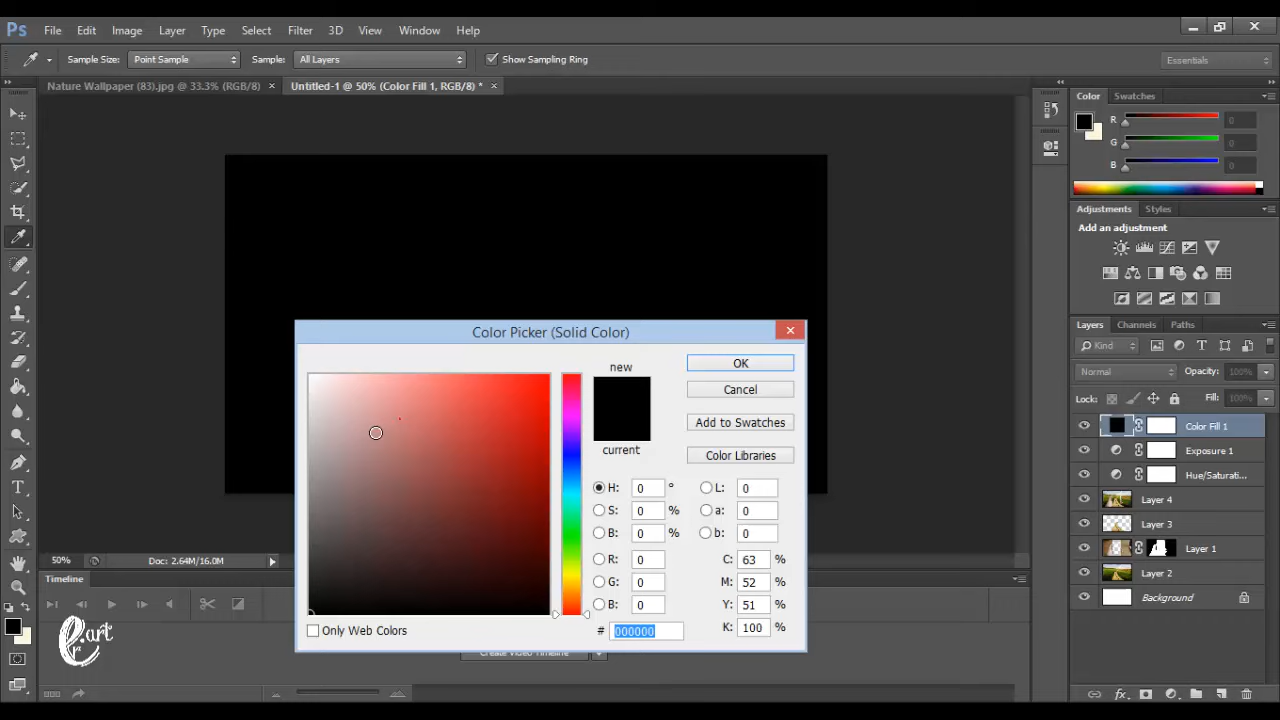 Ps File Edit Image Layer Type Select Filter 3D View Window Help
Sample Size: Point Sample Sample: All Layers Show Sampling Ring Essentials
Nature Wallpaper (83).jpg @ 33.3% (RGB/8) × Untitled-1 @ 50% (Color Fill 1, RGB/8) * ×
Color Swatches
R 0
G 0
B 0
Adjustments Styles
Add an adjustment
Layers Channels Paths
Kind
Normal Opacity: 100%
Lock: Fill: 100%
Color Fill 1
Exposure 1
Hue/Saturati...
Layer 4
Layer 3
Layer 1
Layer 2
Background
Color Picker (Solid Color)
new
current
OK
Cancel
Add to Swatches
Color Libraries
H: 0 ° L: 0
S: 0 % a: 0
B: 0 % b: 0
R: 0 C: 63 %
G: 0 M: 52 %
B: 0 Y: 51 %
# 000000 K: 100 %
Only Web Colors
50% Doc: 2.64M/16.0M
Timeline
Create Video Timeline
art